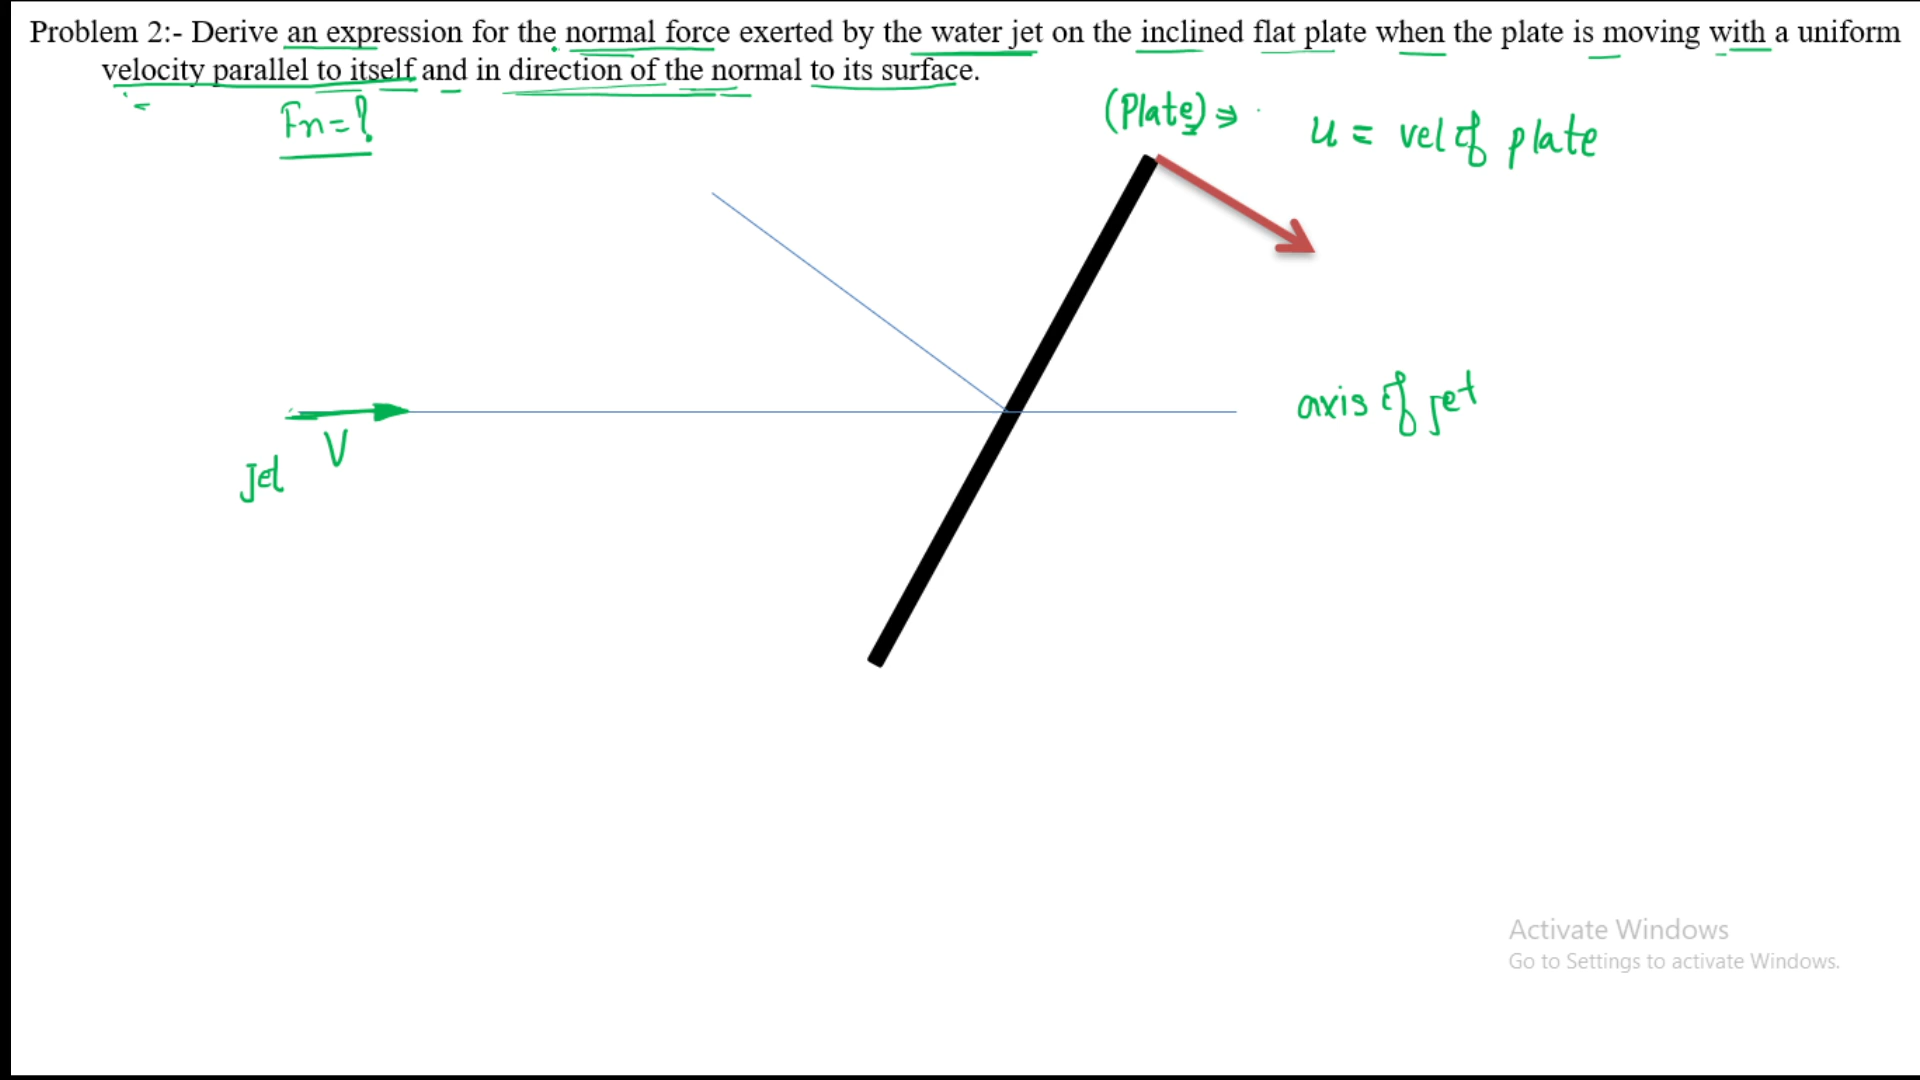 Problem 2:- Derive an expression for the normal force exerted by the water jet on the inclined flat plate when the plate is moving with a uniform
velocity parallel to itself and in direction of the normal to its surface.
Fn=?
(Plate) ⇒ u = vel of plate
axis of jet
V
Jet
Activate Windows
Go to Settings to activate Windows.